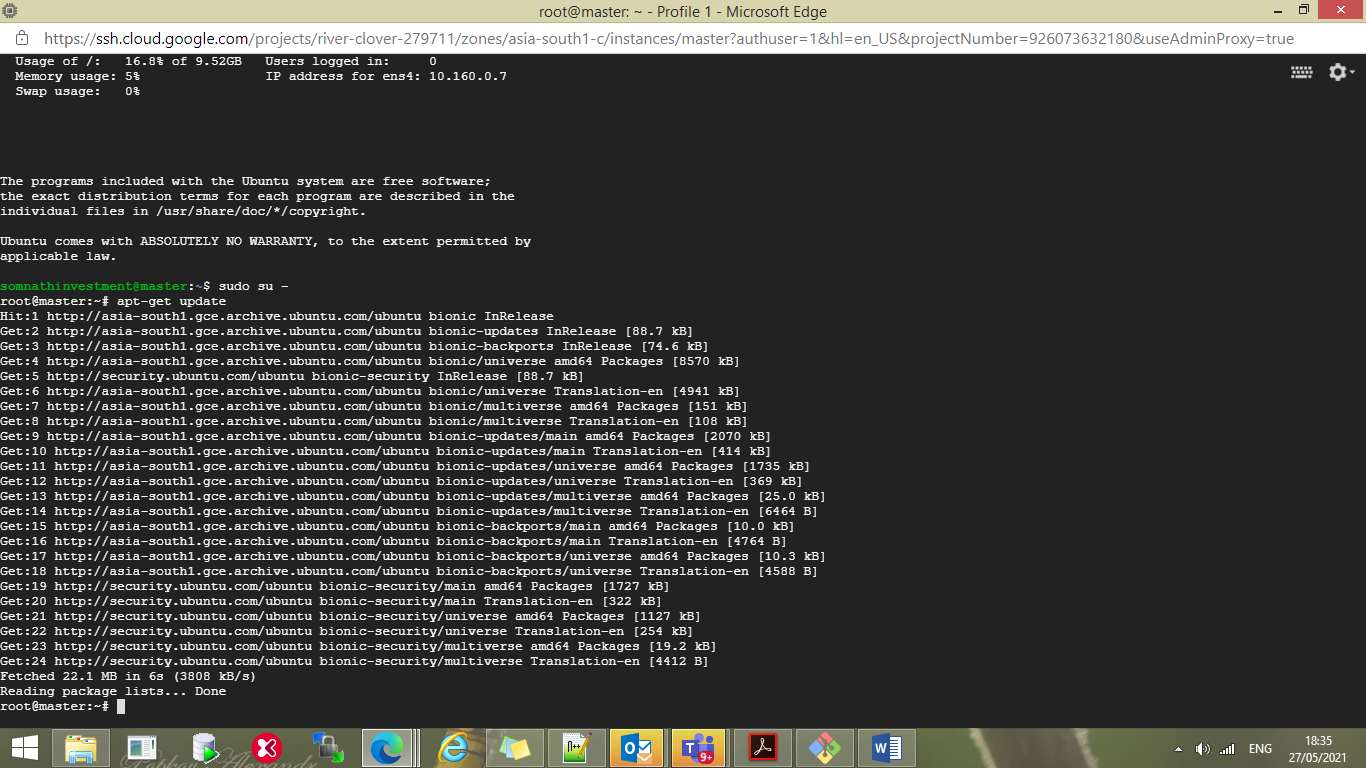 root@master: ~ - Profile 1 - Microsoft Edge
https://ssh.cloud.google.com/projects/river-clover-279711/zones/asia-south1-c/instances/master?authuser=1&hl=en_US&projectNumber=926073632180&useAdminProxy=true
Usage of /:   16.8% of 9.52GB   Users logged in:     0
Memory usage: 5%                IP address for ens4: 10.160.0.7
Swap usage:   0%
The programs included with the Ubuntu system are free software;
the exact distribution terms for each program are described in the
individual files in /usr/share/doc/*/copyright.
Ubuntu comes with ABSOLUTELY NO WARRANTY, to the extent permitted by
applicable law.
somnathinvestment@master:~$ sudo su -
root@master:~# apt-get update
Hit:1 http://asia-south1.gce.archive.ubuntu.com/ubuntu bionic InRelease
Get:2 http://asia-south1.gce.archive.ubuntu.com/ubuntu bionic-updates InRelease [88.7 kB]
Get:3 http://asia-south1.gce.archive.ubuntu.com/ubuntu bionic-backports InRelease [74.6 kB]
Get:4 http://asia-south1.gce.archive.ubuntu.com/ubuntu bionic/universe amd64 Packages [8570 kB]
Get:5 http://security.ubuntu.com/ubuntu bionic-security InRelease [88.7 kB]
Get:6 http://asia-south1.gce.archive.ubuntu.com/ubuntu bionic/universe Translation-en [4941 kB]
Get:7 http://asia-south1.gce.archive.ubuntu.com/ubuntu bionic/multiverse amd64 Packages [151 kB]
Get:8 http://asia-south1.gce.archive.ubuntu.com/ubuntu bionic/multiverse Translation-en [108 kB]
Get:9 http://asia-south1.gce.archive.ubuntu.com/ubuntu bionic-updates/main amd64 Packages [2070 kB]
Get:10 http://asia-south1.gce.archive.ubuntu.com/ubuntu bionic-updates/main Translation-en [414 kB]
Get:11 http://asia-south1.gce.archive.ubuntu.com/ubuntu bionic-updates/universe amd64 Packages [1735 kB]
Get:12 http://asia-south1.gce.archive.ubuntu.com/ubuntu bionic-updates/universe Translation-en [369 kB]
Get:13 http://asia-south1.gce.archive.ubuntu.com/ubuntu bionic-updates/multiverse amd64 Packages [25.0 kB]
Get:14 http://asia-south1.gce.archive.ubuntu.com/ubuntu bionic-updates/multiverse Translation-en [6464 B]
Get:15 http://asia-south1.gce.archive.ubuntu.com/ubuntu bionic-backports/main amd64 Packages [10.0 kB]
Get:16 http://asia-south1.gce.archive.ubuntu.com/ubuntu bionic-backports/main Translation-en [4764 B]
Get:17 http://asia-south1.gce.archive.ubuntu.com/ubuntu bionic-backports/universe amd64 Packages [10.3 kB]
Get:18 http://asia-south1.gce.archive.ubuntu.com/ubuntu bionic-backports/universe Translation-en [4588 B]
Get:19 http://security.ubuntu.com/ubuntu bionic-security/main amd64 Packages [1727 kB]
Get:20 http://security.ubuntu.com/ubuntu bionic-security/main Translation-en [322 kB]
Get:21 http://security.ubuntu.com/ubuntu bionic-security/universe amd64 Packages [1127 kB]
Get:22 http://security.ubuntu.com/ubuntu bionic-security/universe Translation-en [254 kB]
Get:23 http://security.ubuntu.com/ubuntu bionic-security/multiverse amd64 Packages [19.2 kB]
Get:24 http://security.ubuntu.com/ubuntu bionic-security/multiverse Translation-en [4412 B]
Fetched 22.1 MB in 6s (3808 kB/s)
Reading package lists... Done
root@master:~#
9+
ENG
18:35
27/05/2021